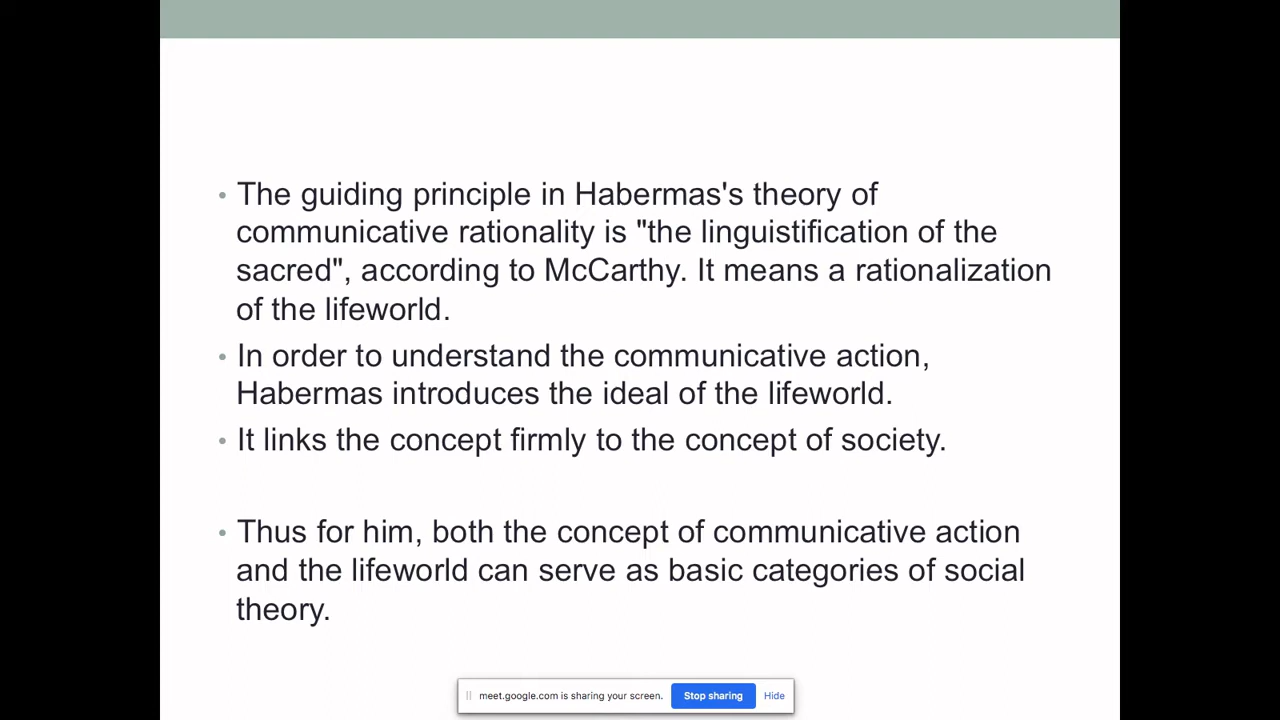 • The guiding principle in Habermas's theory of
communicative rationality is "the linguistification of the
sacred", according to McCarthy. It means a rationalization
of the lifeworld.
• In order to understand the communicative action,
Habermas introduces the ideal of the lifeworld.
• It links the concept firmly to the concept of society.
• Thus for him, both the concept of communicative action
and the lifeworld can serve as basic categories of social
theory.
meet.google.com is sharing your screen. Stop sharing Hide